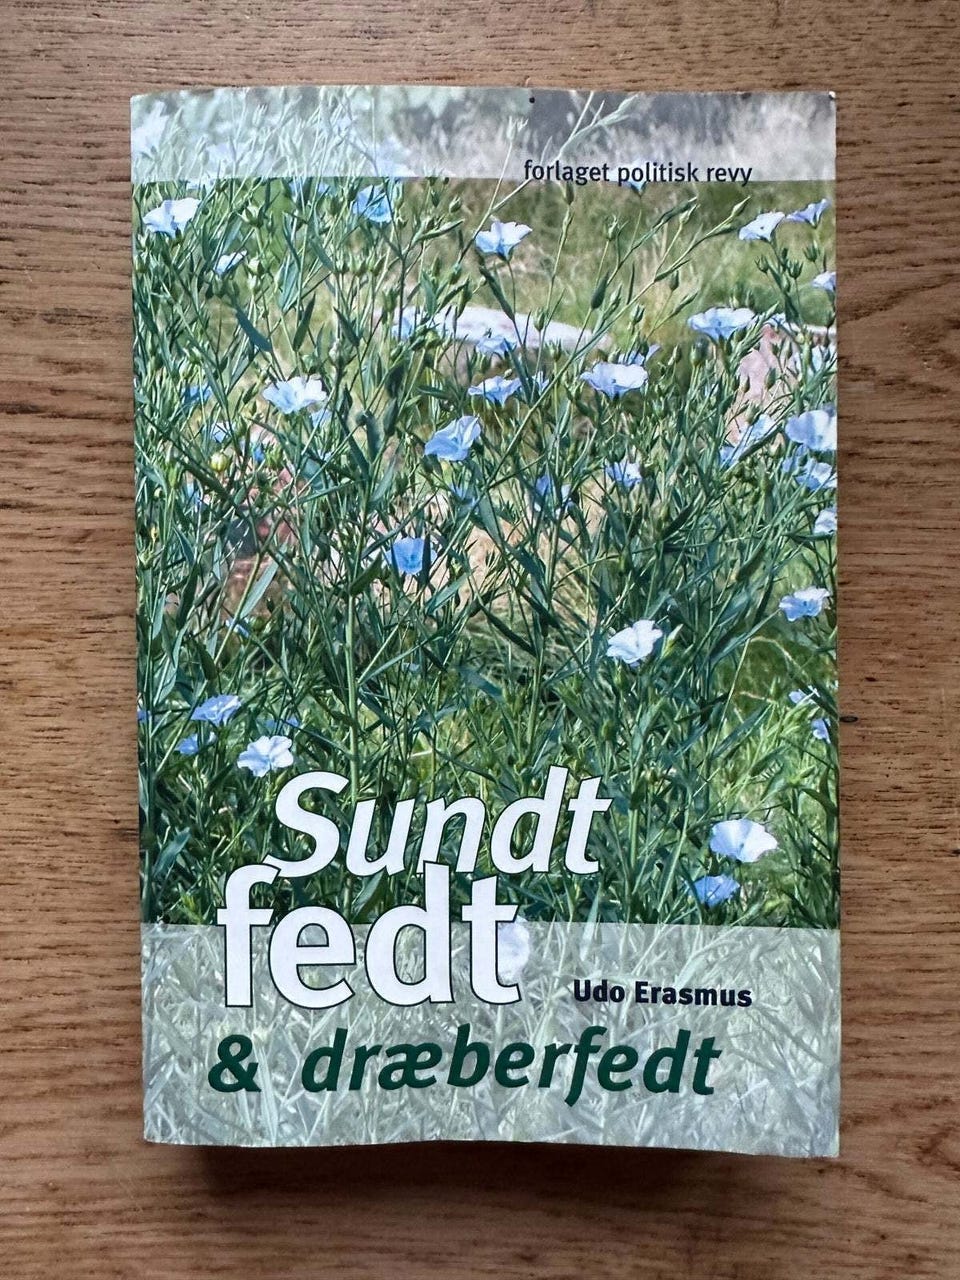 forlaget politisk revy
Sundt
fedt
Udo Erasmus
& dræberfedt